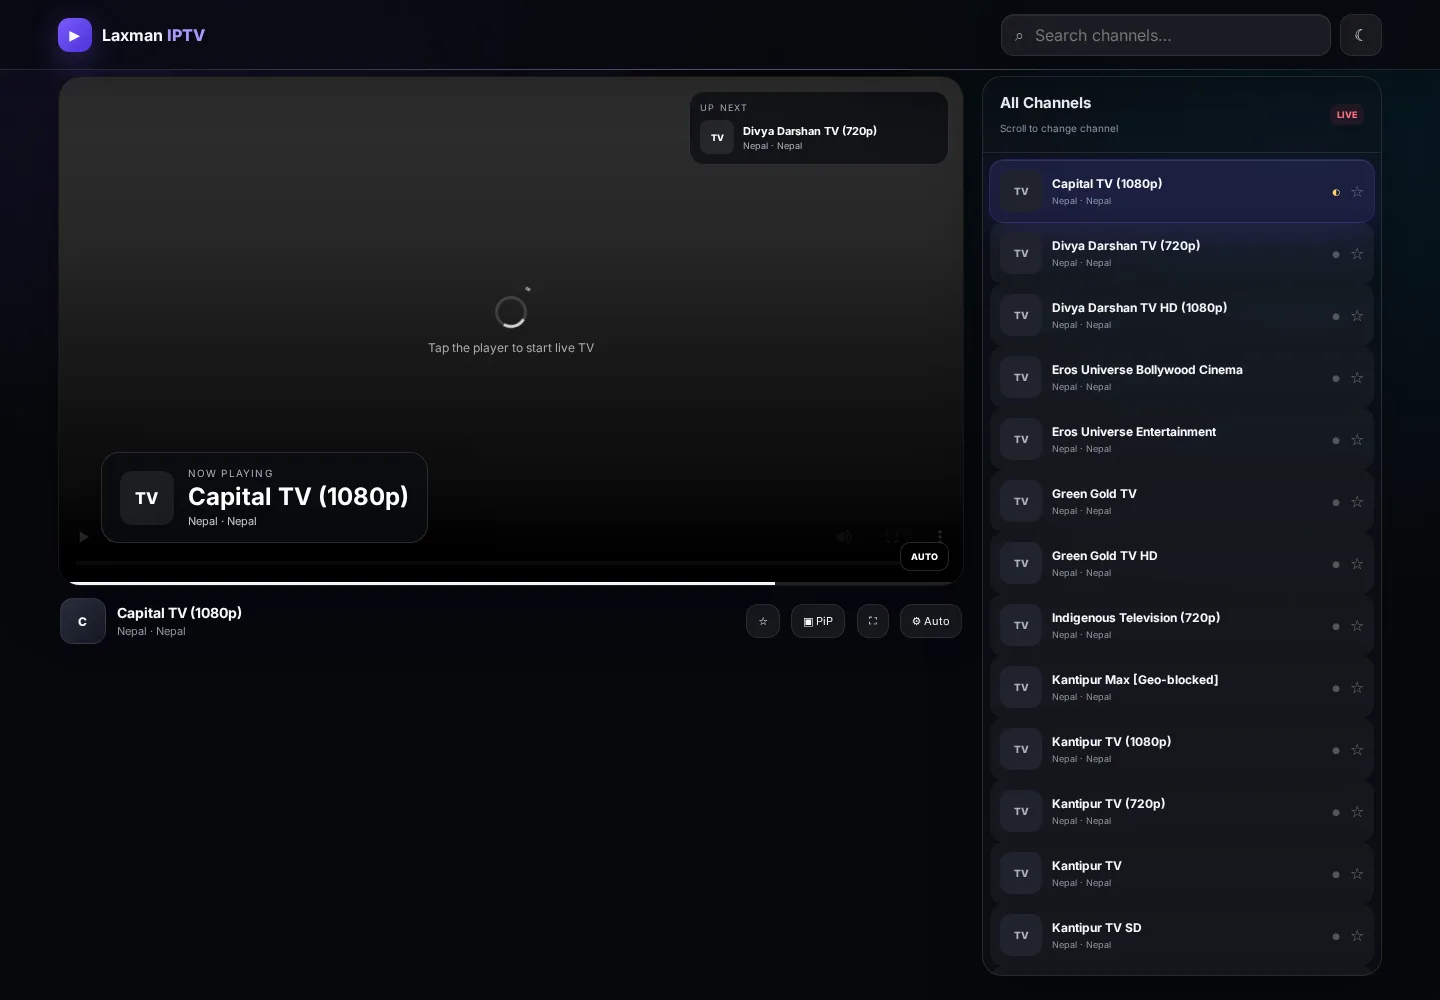 Laxman IPTV
Search channels...
UP NEXT
TV
Divya Darshan TV (720p)
Nepal · Nepal
Tap the player to start live TV
NOW PLAYING
TV
Capital TV (1080p)
Nepal · Nepal
AUTO
C
Capital TV (1080p)
Nepal · Nepal
PiP
Auto
All Channels
Scroll to change channel
LIVE
TV
Capital TV (1080p)
Nepal · Nepal
TV
Divya Darshan TV (720p)
Nepal · Nepal
TV
Divya Darshan TV HD (1080p)
Nepal · Nepal
TV
Eros Universe Bollywood Cinema
Nepal · Nepal
TV
Eros Universe Entertainment
Nepal · Nepal
TV
Green Gold TV
Nepal · Nepal
TV
Green Gold TV HD
Nepal · Nepal
TV
Indigenous Television (720p)
Nepal · Nepal
TV
Kantipur Max [Geo-blocked]
Nepal · Nepal
TV
Kantipur TV (1080p)
Nepal · Nepal
TV
Kantipur TV (720p)
Nepal · Nepal
TV
Kantipur TV
Nepal · Nepal
TV
Kantipur TV SD
Nepal · Nepal